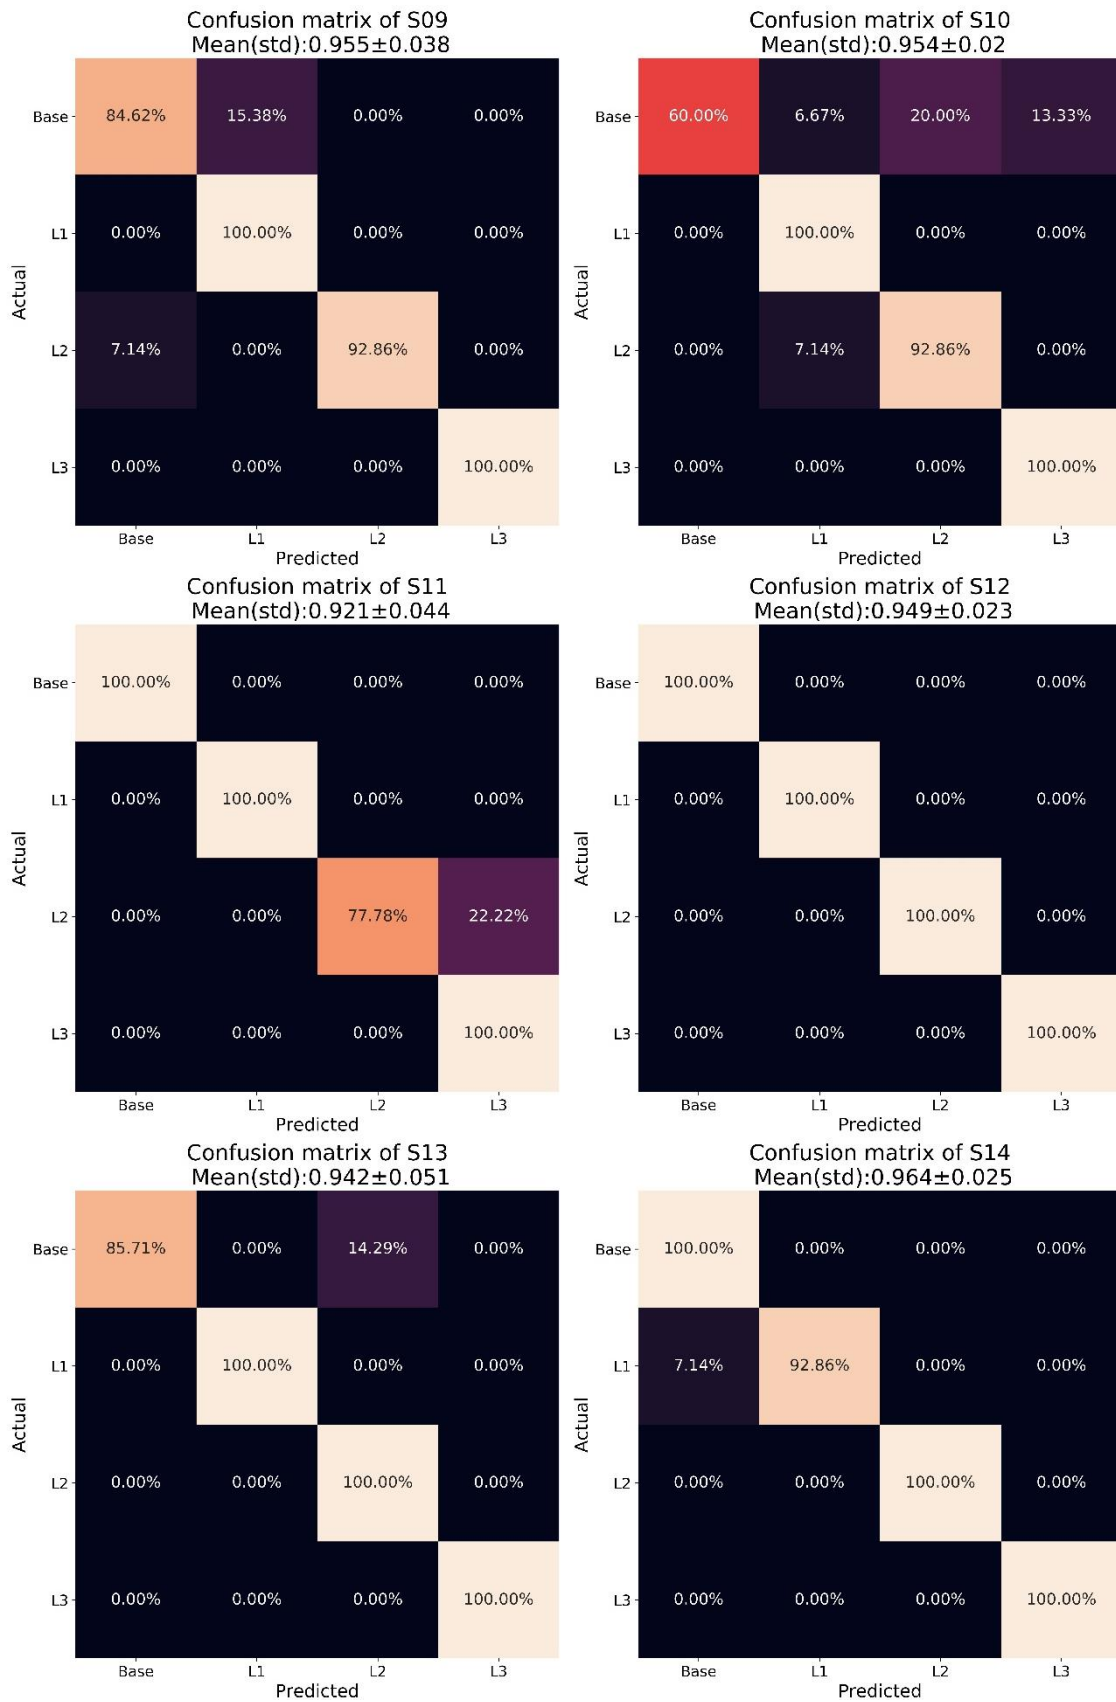 Confusion matrix of S09
Mean(std):0.955±0.038
Actual
Base 84.62% 15.38% 0.00% 0.00%
L1 0.00% 100.00% 0.00% 0.00%
L2 7.14% 0.00% 92.86% 0.00%
L3 0.00% 0.00% 0.00% 100.00%
Base L1 L2 L3
Predicted
Confusion matrix of S10
Mean(std):0.954±0.02
Actual
Base 60.00% 6.67% 20.00% 13.33%
L1 0.00% 100.00% 0.00% 0.00%
L2 0.00% 7.14% 92.86% 0.00%
L3 0.00% 0.00% 0.00% 100.00%
Base L1 L2 L3
Predicted
Confusion matrix of S11
Mean(std):0.921±0.044
Actual
Base 100.00% 0.00% 0.00% 0.00%
L1 0.00% 100.00% 0.00% 0.00%
L2 0.00% 0.00% 77.78% 22.22%
L3 0.00% 0.00% 0.00% 100.00%
Base L1 L2 L3
Predicted
Confusion matrix of S12
Mean(std):0.949±0.023
Actual
Base 100.00% 0.00% 0.00% 0.00%
L1 0.00% 100.00% 0.00% 0.00%
L2 0.00% 0.00% 100.00% 0.00%
L3 0.00% 0.00% 0.00% 100.00%
Base L1 L2 L3
Predicted
Confusion matrix of S13
Mean(std):0.942±0.051
Actual
Base 85.71% 0.00% 14.29% 0.00%
L1 0.00% 100.00% 0.00% 0.00%
L2 0.00% 0.00% 100.00% 0.00%
L3 0.00% 0.00% 0.00% 100.00%
Base L1 L2 L3
Predicted
Confusion matrix of S14
Mean(std):0.964±0.025
Actual
Base 100.00% 0.00% 0.00% 0.00%
L1 7.14% 92.86% 0.00% 0.00%
L2 0.00% 0.00% 100.00% 0.00%
L3 0.00% 0.00% 0.00% 100.00%
Base L1 L2 L3
Predicted